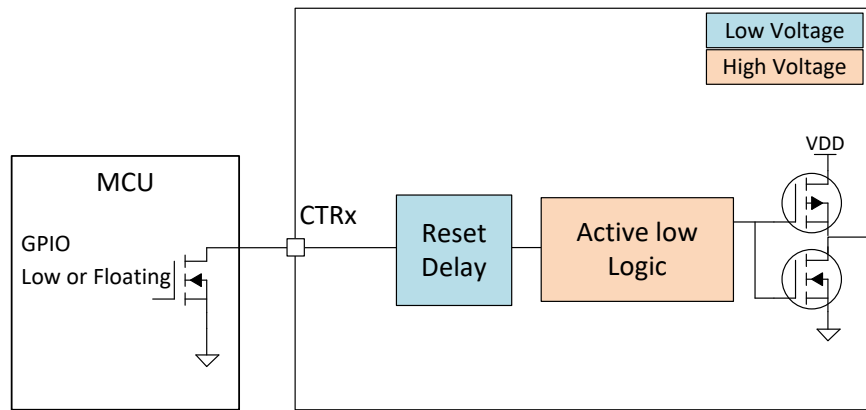 Low Voltage
High Voltage
VDD
MCU
CTRx
GPIO
Low or Floating
Reset
Delay
Active low
Logic